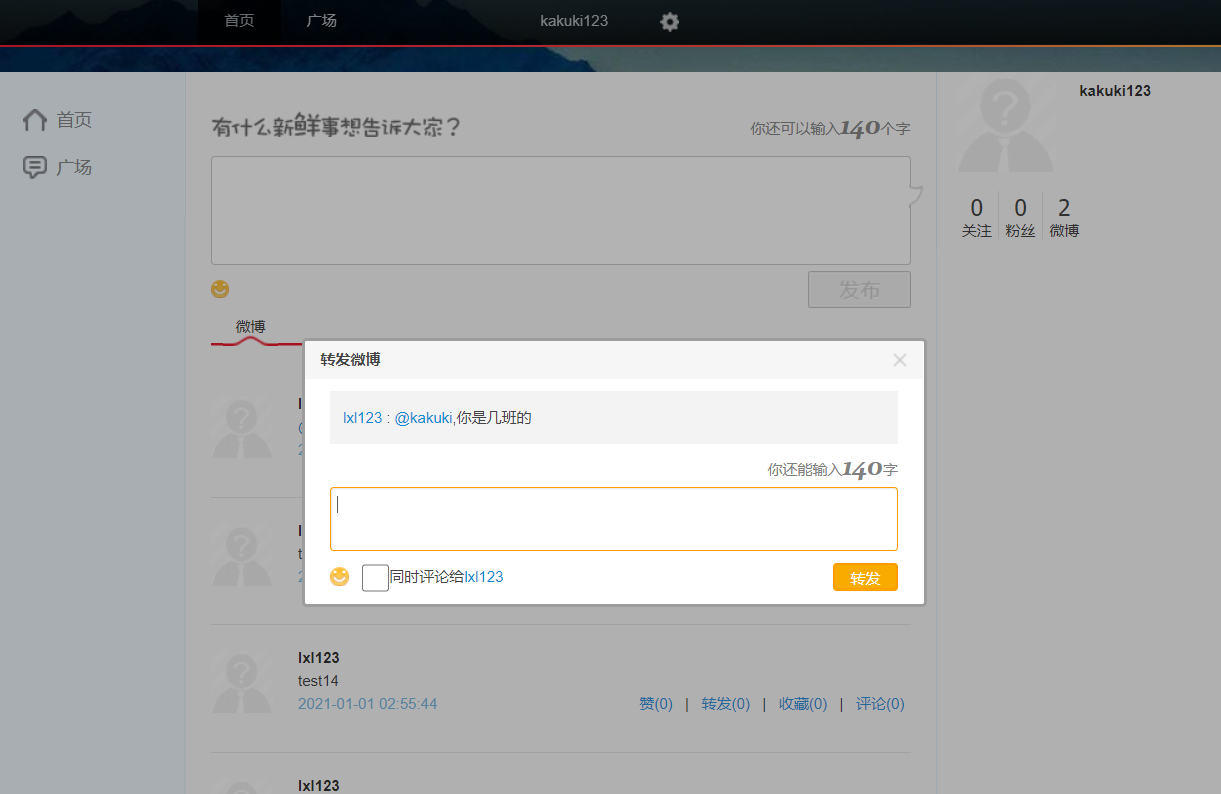 首页 广场 kakuki123
首页
广场
有什么新鲜事想告诉大家？
你还可以输入140个字
发布
微博
kakuki123
0 0 2
关注 粉丝 微博
转发微博
lxl123 : @kakuki,你是几班的
你还能输入140字
同时评论给lxl123
转发
lxl123
test14
2021-01-01 02:55:44
赞(0) | 转发(0) | 收藏(0) | 评论(0)
lxl123